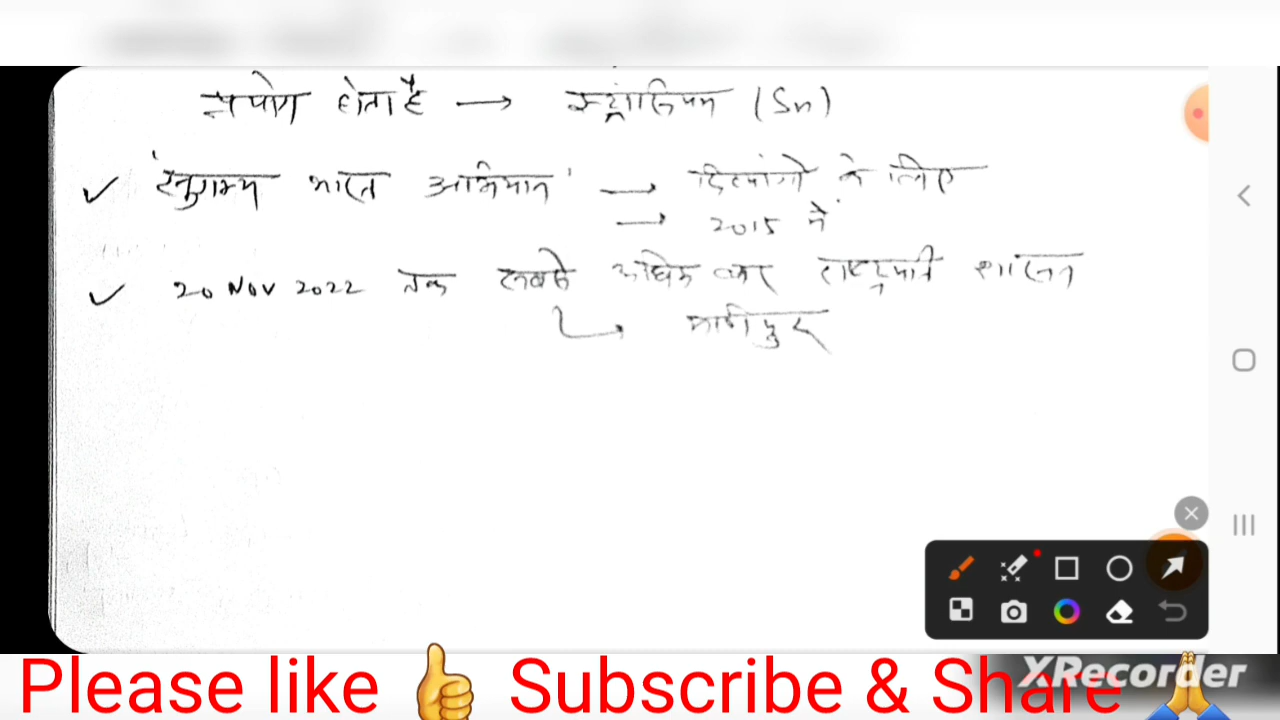 उपयोग होता है → स्ट्रांशियम (Sn)
✓ 'सुगम्य भारत अभियान' → दिव्यांगो के लिए
→ 2015 में
✓ 20 NOV 2022 तक सबसे अधिक बार राष्ट्रपति शासन
↳ मणिपुर
Please like 👍 Subscribe & Share 🙏
XRecorder